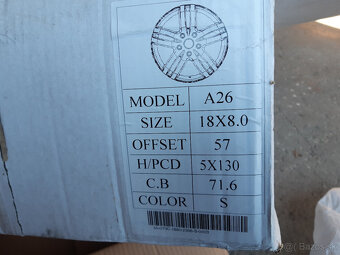 MODEL A26
SIZE 18X8.0
OFFSET 57
H/PCD 5X130
C.B 71.6
COLOR S